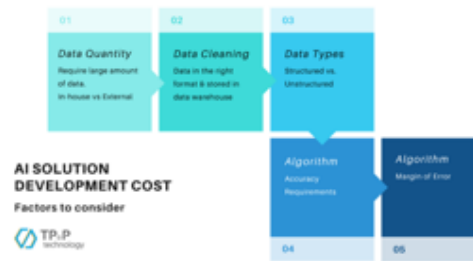 01
02
03
Data Quantity
Require large amount
of data.
In house vs External
Data Cleaning
Data in the right
format & stored in
data warehouse
Data Types
Structured vs.
Unstructured
AI SOLUTION
DEVELOPMENT COST
Factors to consider
TP&P
technology
Algorithm
Accuracy
Requirements
04
Algorithm
Margin of Error
05